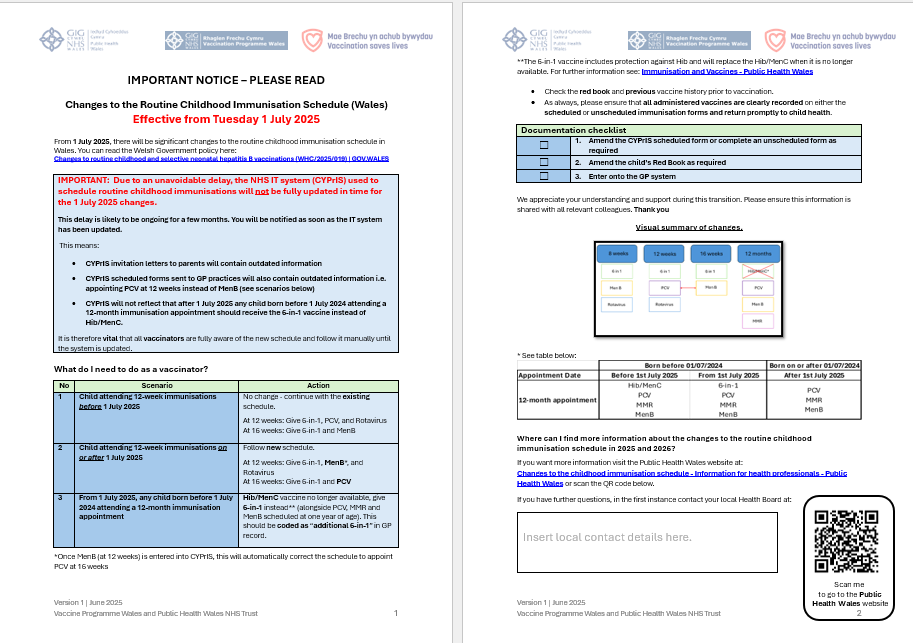 GIG
CYMRU
NHS
WALES
Iechyd Cyhoeddus
Cymru
Public Health
Wales
Rhaglen Frechu Cymru
Vaccination Programme Wales
Mae Brechu yn achub bywydau
Vaccination saves lives
IMPORTANT NOTICE – PLEASE READ
Changes to the Routine Childhood Immunisation Schedule (Wales)
Effective from Tuesday 1 July 2025
From 1 July 2025, there will be significant changes to the routine childhood immunisation schedule in
Wales. You can read the Welsh Government policy here:
Changes to routine childhood and selective neonatal hepatitis B vaccinations (WHC/2025/019) | GOV.WALES
IMPORTANT: Due to an unavoidable delay, the NHS IT system (CYPrIS) used to
schedule routine childhood immunisations will not be fully updated in time for
the 1 July 2025 changes.
This delay is likely to be ongoing for a few months. You will be notified as soon as the IT system
has been updated.
This means:
• CYPrIS invitation letters to parents will contain outdated information
• CYPrIS scheduled forms sent to GP practices will also contain outdated information i.e.
appointing PCV at 12 weeks instead of MenB (see scenarios below)
• CYPrIS will not reflect that after 1 July 2025 any child born before 1 July 2024 attending a
12-month immunisation appointment should receive the 6-in-1 vaccine instead of
Hib/MenC.
It is therefore vital that all vaccinators are fully aware of the new schedule and follow it manually until
the system is updated.
What do I need to do as a vaccinator?
No Scenario Action
1 Child attending 12-week immunisations
before 1 July 2025
No change - continue with the existing
schedule.
At 12 weeks: Give 6-in-1, PCV, and Rotavirus
At 16 weeks: Give 6-in-1 and MenB
2 Child attending 12-week immunisations on
or after 1 July 2025
Follow new schedule.
At 12 weeks: Give 6-in-1, MenB*, and
Rotavirus
At 16 weeks: Give 6-in-1 and PCV
3 From 1 July 2025, any child born before 1 July
2024 attending a 12-month immunisation
appointment
Hib/MenC vaccine no longer available, give
6-in-1 instead** (alongside PCV, MMR and
MenB scheduled at one year of age). This
should be coded as “additional 6-in-1” in GP
record.
*Once MenB (at 12 weeks) is entered into CYPrIS, this will automatically correct the schedule to appoint
PCV at 16 weeks
Version 1 | June 2025
Vaccine Programme Wales and Public Health Wales NHS Trust 1
GIG
CYMRU
NHS
WALES
Iechyd Cyhoeddus
Cymru
Public Health
Wales
Rhaglen Frechu Cymru
Vaccination Programme Wales
Mae Brechu yn achub bywydau
Vaccination saves lives
**The 6-in-1 vaccine includes protection against Hib and will replace the Hib/MenC when it is no longer
available. For further information see: Immunisation and Vaccines - Public Health Wales
• Check the red book and previous vaccine history prior to vaccination.
• As always, please ensure that all administered vaccines are clearly recorded on either the
scheduled or unscheduled immunisation forms and return promptly to child health.
Documentation checklist
☐ 1. Amend the CYPrIS scheduled form or complete an unscheduled form as
required
☐ 2. Amend the child's Red Book as required
☐ 3. Enter onto the GP system
We appreciate your understanding and support during this transition. Please ensure this information is
shared with all relevant colleagues. Thank you
Visual summary of changes.
8 weeks 12 weeks 16 weeks 12 months
6 in 1 6 in 1 6 in 1 Hib/MenC
Men B PCV Men B PCV
Rotavirus Rotavirus Men B
MMR
* See table below:
Born before 01/07/2024 Born on or after 01/07/2024
Appointment Date Before 1st July 2025 From 1st July 2025 After 1st July 2025
12-month appointment
Hib/MenC
PCV
MMR
MenB
6-in-1
PCV
MMR
MenB
PCV
MMR
MenB
Where can I find more information about the changes to the routine childhood
immunisation schedule in 2025 and 2026?
If you want more information visit the Public Health Wales website at:
Changes to the childhood immunisation schedule - Information for health professionals - Public
Health Wales or scan the QR code below.
If you have further questions, in the first instance contact your local Health Board at:
Insert local contact details here.
Scan me
to go to the Public
Health Wales website
Version 1 | June 2025
Vaccine Programme Wales and Public Health Wales NHS Trust 2